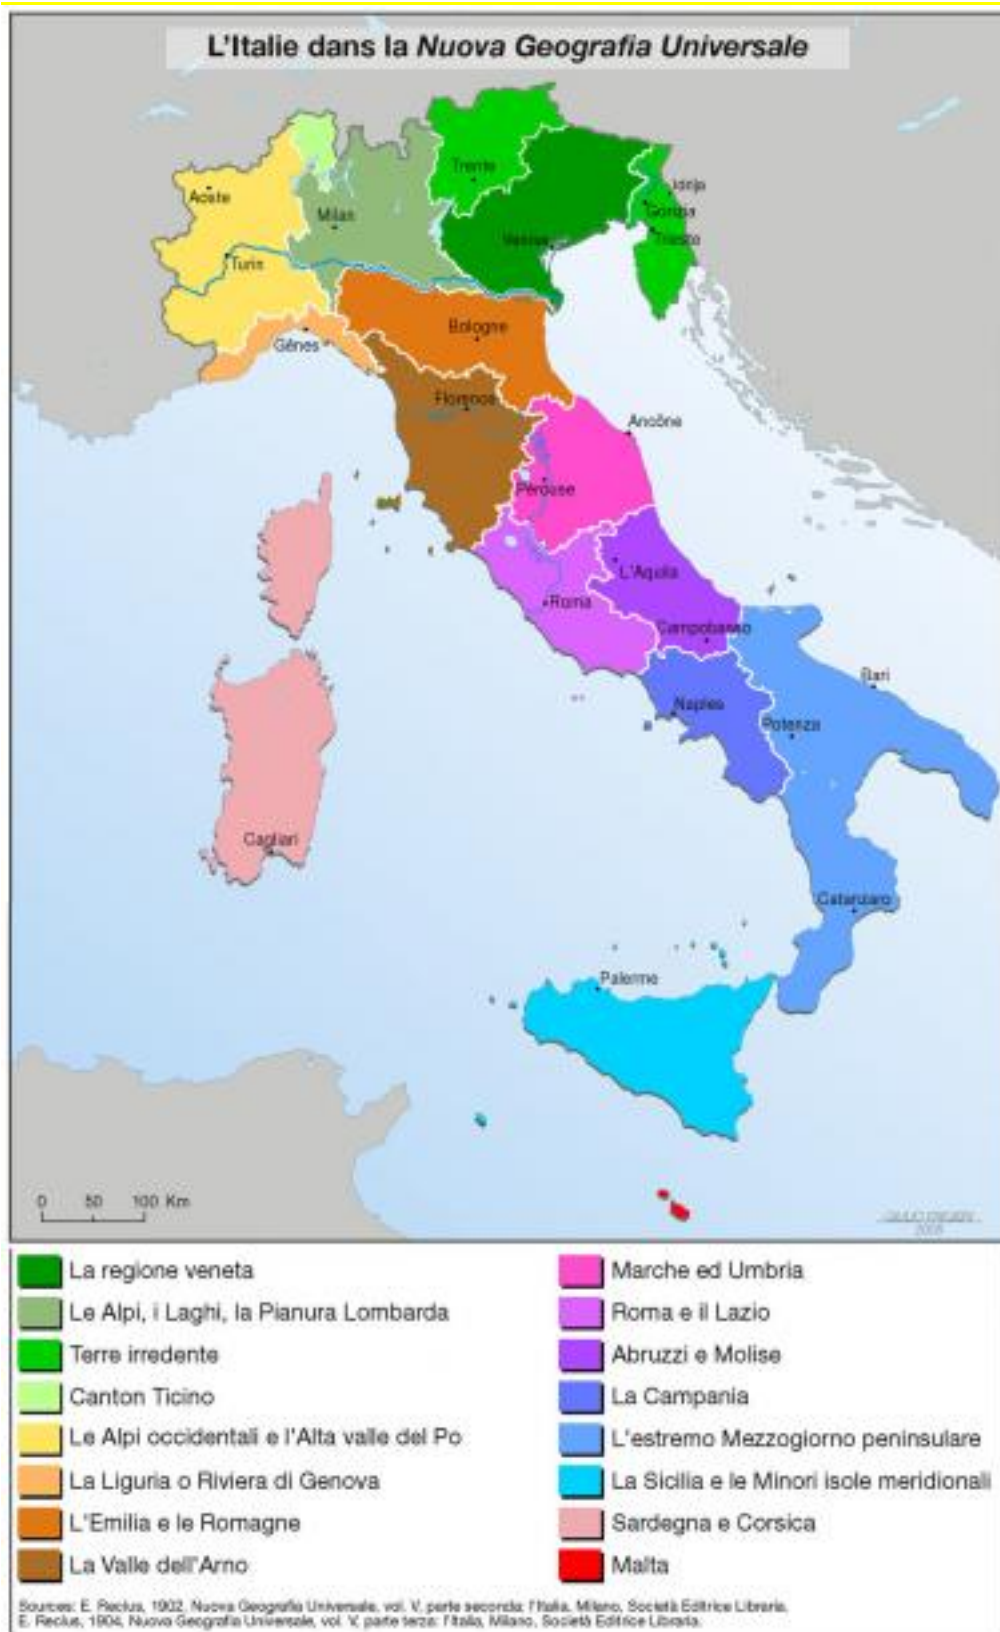 L'Italie dans la Nuova Geografia Universale
Trente
Aoste
Milan
Gorizia
Venise
Trieste
Turin
Bologne
Gênes
Florence
Ancône
Pérouse
L'Aquila
Roma
Campobasso
Bari
Naples
Potenza
Cagliari
Catanzaro
Palerme
0 50 100 Km
2005
La regione veneta
Le Alpi, i Laghi, la Pianura Lombarda
Terre irredente
Canton Ticino
Le Alpi occidentali e l'Alta valle del Po
La Liguria o Riviera di Genova
L'Emilia e le Romagne
La Valle dell'Arno
Marche ed Umbria
Roma e il Lazio
Abruzzi e Molise
La Campania
L'estremo Mezzogiorno peninsulare
La Sicilia e le Minori isole meridionali
Sardegna e Corsica
Malta
Sources: E. Reclus, 1902, Nuova Geografia Universale, vol. V, parte seconda: l'Italia, Milano, Società Editrice Libraria,
E. Reclus, 1904, Nuova Geografia Universale, vol. V, parte terza: l'Italia, Milano, Società Editrice Libraria.